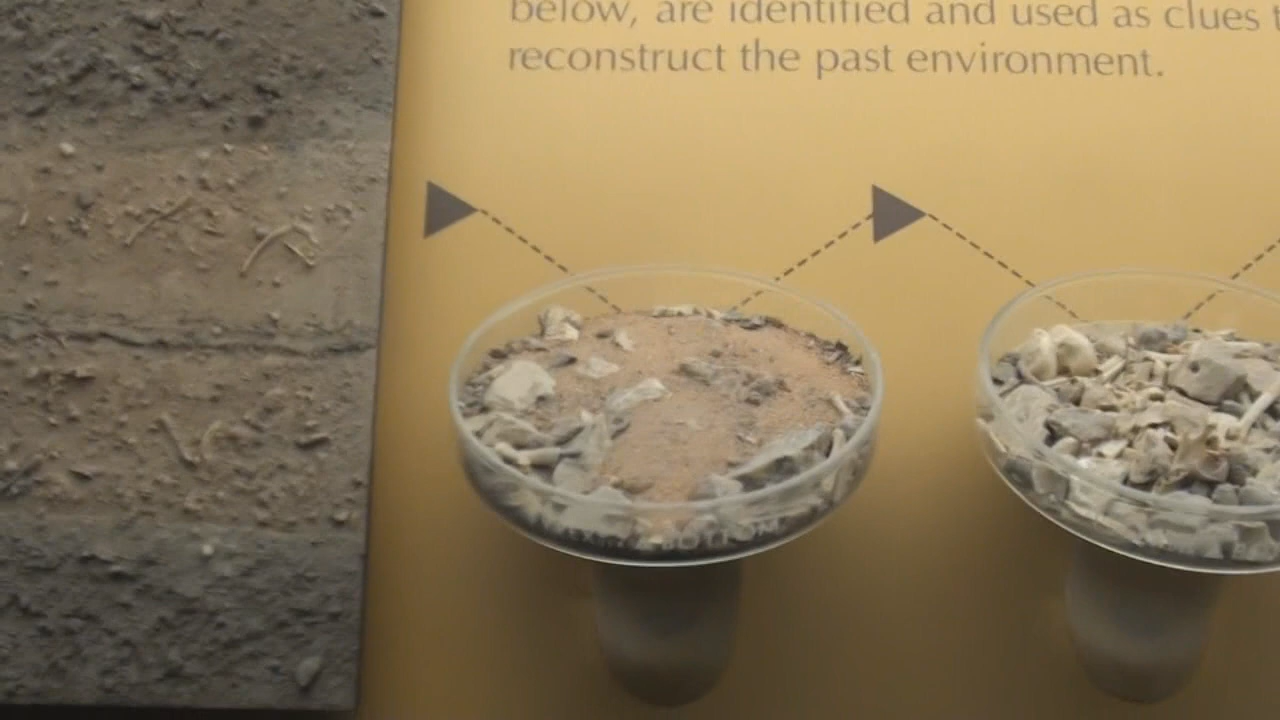 below, are identified and used as clues
reconstruct the past environment.